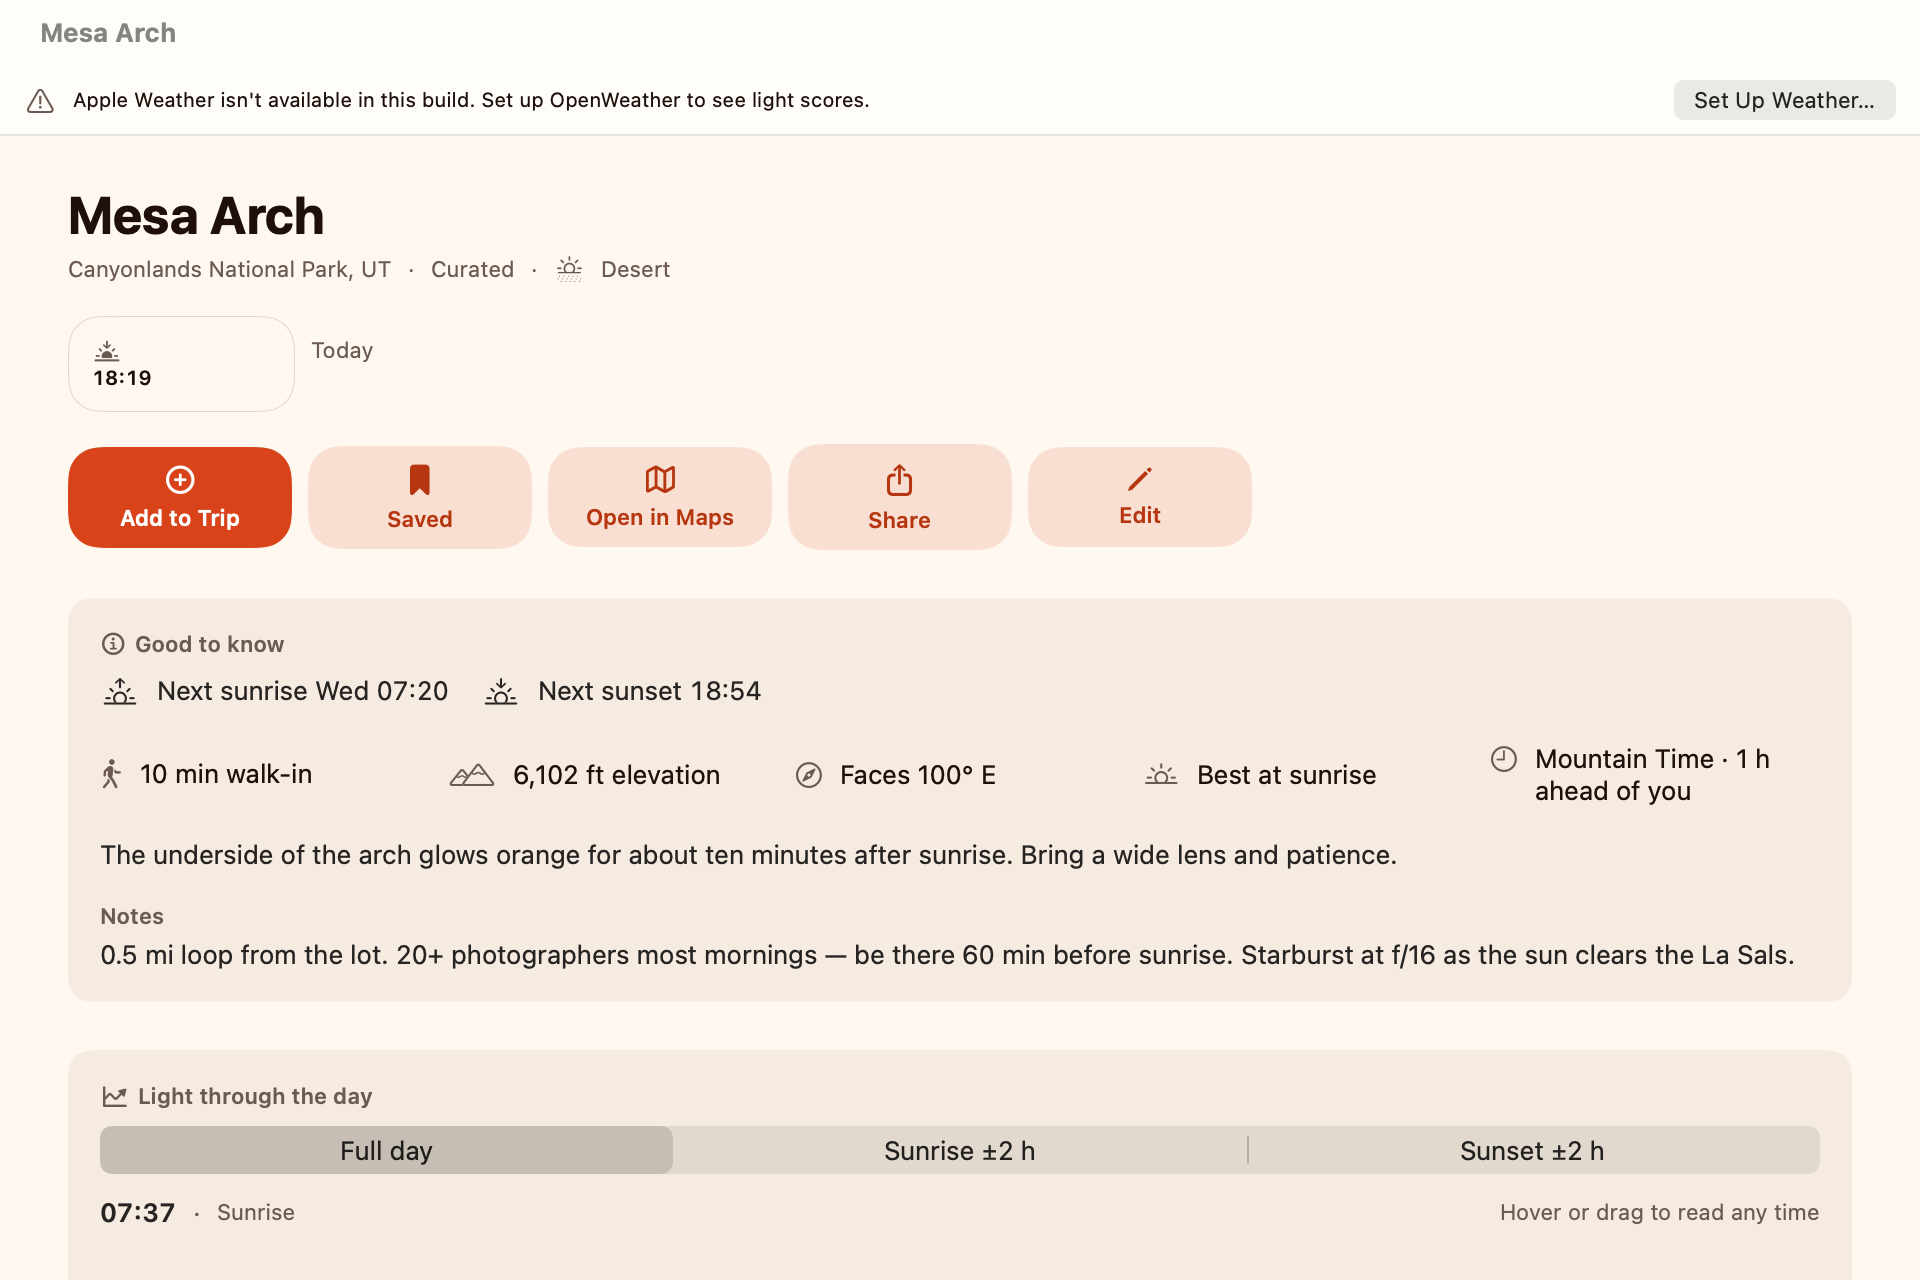 Mesa Arch
Apple Weather isn't available in this build. Set up OpenWeather to see light scores.
Set Up Weather...
Mesa Arch
Canyonlands National Park, UT · Curated · Desert
18:19
Today
Add to Trip
Saved
Open in Maps
Share
Edit
Good to know
Next sunrise Wed 07:20
Next sunset 18:54
10 min walk-in
6,102 ft elevation
Faces 100° E
Best at sunrise
Mountain Time · 1 h
ahead of you
The underside of the arch glows orange for about ten minutes after sunrise. Bring a wide lens and patience.
Notes
0.5 mi loop from the lot. 20+ photographers most mornings — be there 60 min before sunrise. Starburst at f/16 as the sun clears the La Sals.
Light through the day
Full day
Sunrise ±2 h
Sunset ±2 h
07:37 · Sunrise
Hover or drag to read any time